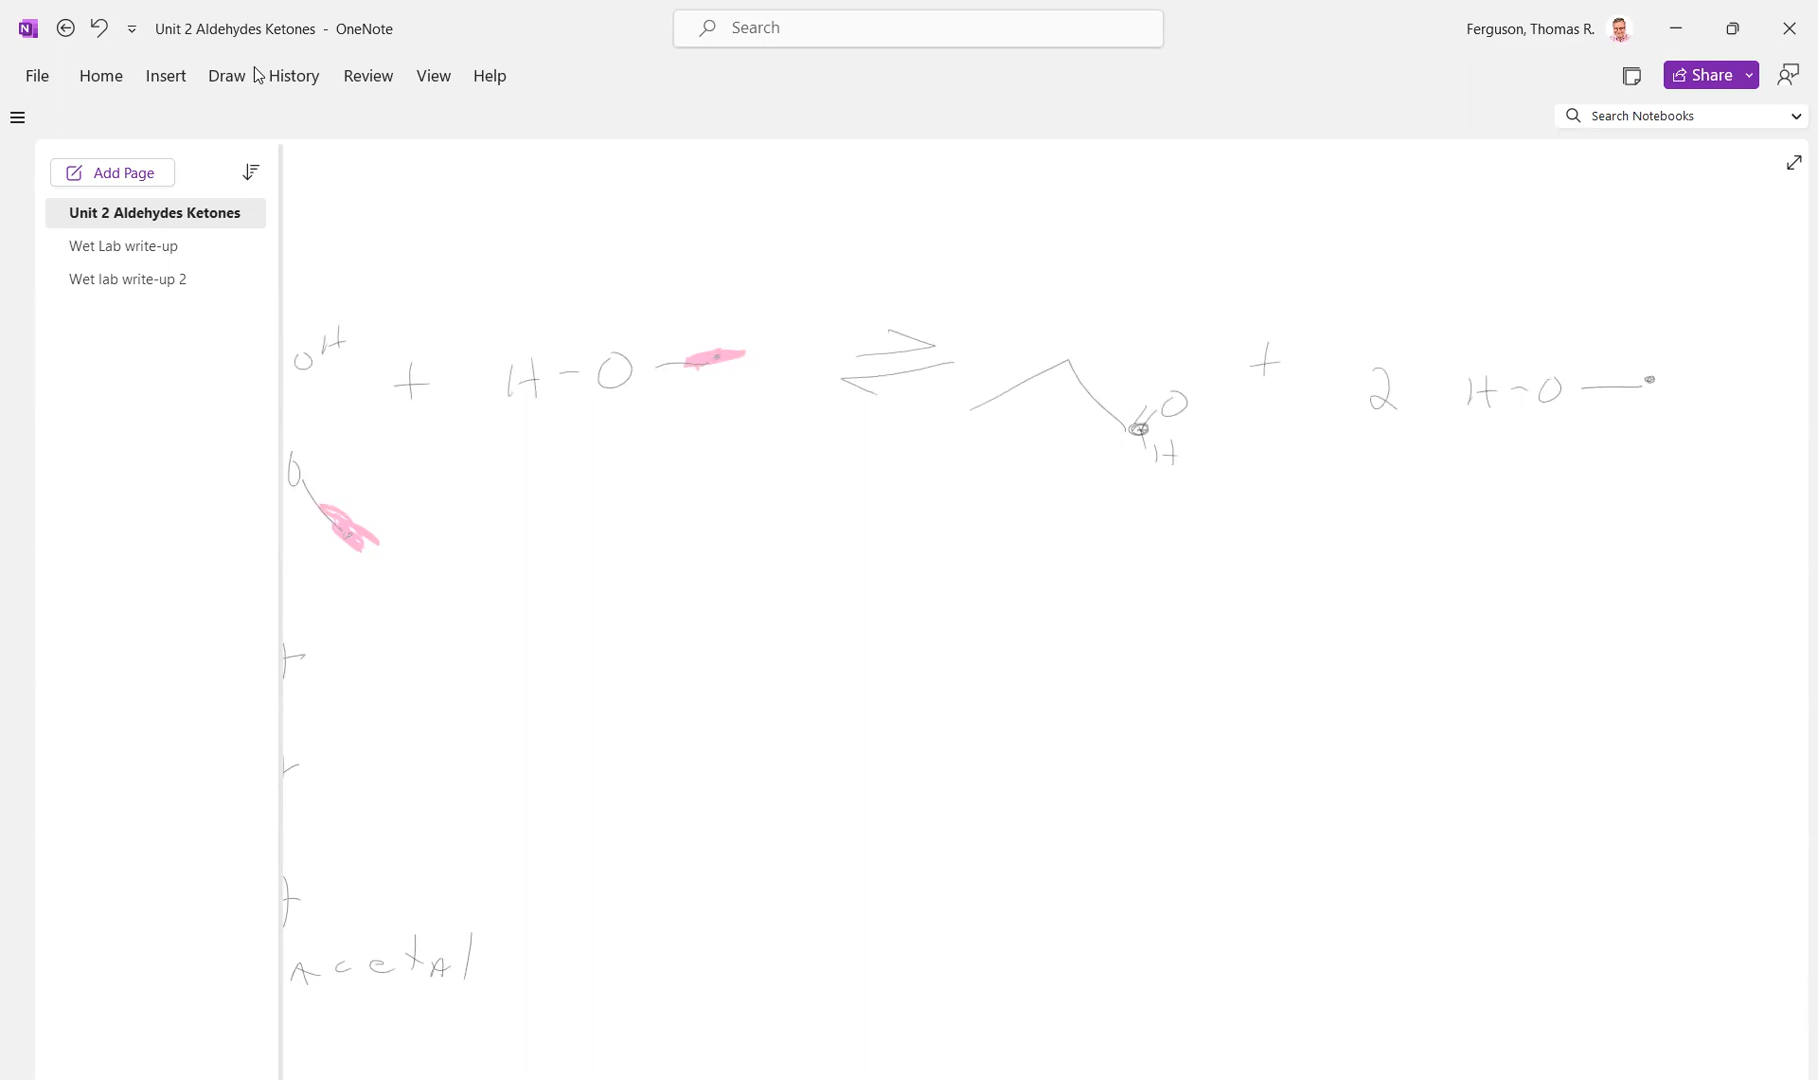 Unit 2 Aldehydes Ketones - OneNote
Search
Ferguson, Thomas R.
File Home Insert Draw History Review View Help
Share
Search Notebooks
Add Page
Unit 2 Aldehydes Ketones
Wet Lab write-up
Wet lab write-up 2
OH + H-O + 2 H-O
O
H
O
Acetal